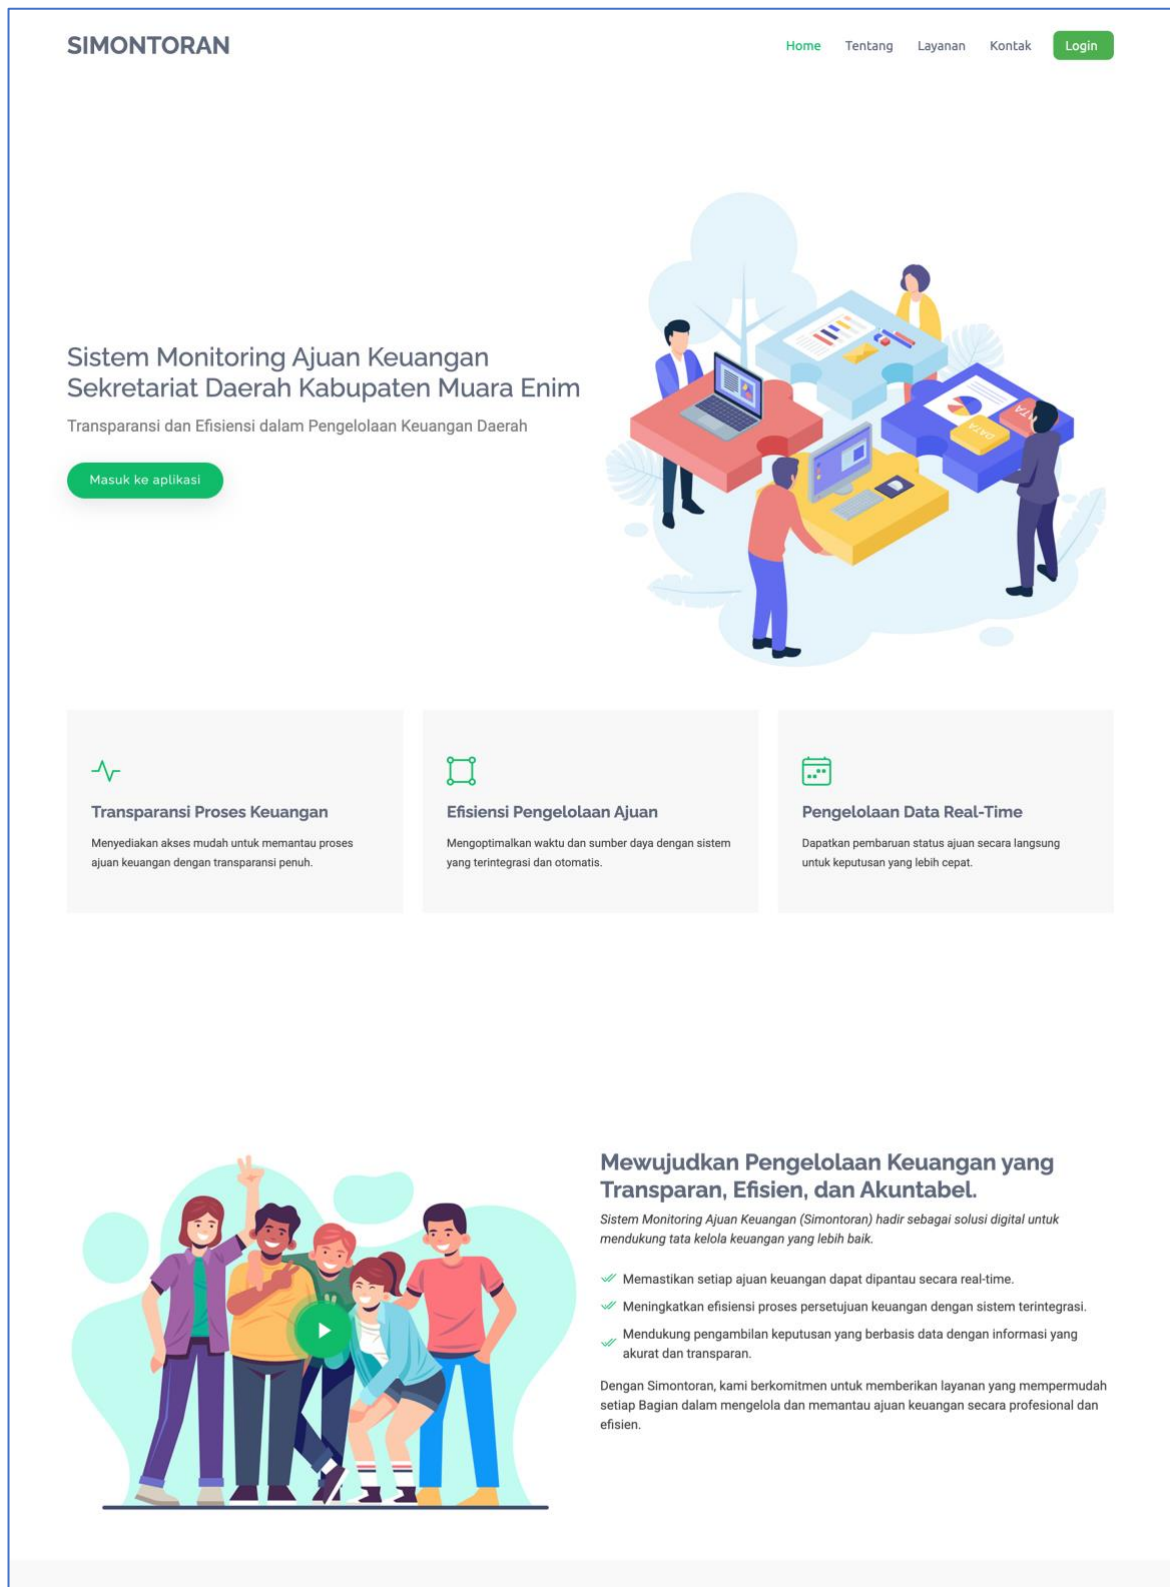 SIMONTORAN
Home Tentang Layanan Kontak Login
Sistem Monitoring Ajuan Keuangan
Sekretariat Daerah Kabupaten Muara Enim
Transparansi dan Efisiensi dalam Pengelolaan Keuangan Daerah
Masuk ke aplikasi
DATA
DATA
Transparansi Proses Keuangan
Menyediakan akses mudah untuk memantau proses
ajuan keuangan dengan transparansi penuh.
Efisiensi Pengelolaan Ajuan
Mengoptimalkan waktu dan sumber daya dengan sistem
yang terintegrasi dan otomatis.
Pengelolaan Data Real-Time
Dapatkan pembaruan status ajuan secara langsung
untuk keputusan yang lebih cepat.
Mewujudkan Pengelolaan Keuangan yang
Transparan, Efisien, dan Akuntabel.
Sistem Monitoring Ajuan Keuangan (Simontoran) hadir sebagai solusi digital untuk
mendukung tata kelola keuangan yang lebih baik.
Memastikan setiap ajuan keuangan dapat dipantau secara real-time.
Meningkatkan efisiensi proses persetujuan keuangan dengan sistem terintegrasi.
Mendukung pengambilan keputusan yang berbasis data dengan informasi yang
akurat dan transparan.
Dengan Simontoran, kami berkomitmen untuk memberikan layanan yang mempermudah
setiap Bagian dalam mengelola dan memantau ajuan keuangan secara profesional dan
efisien.